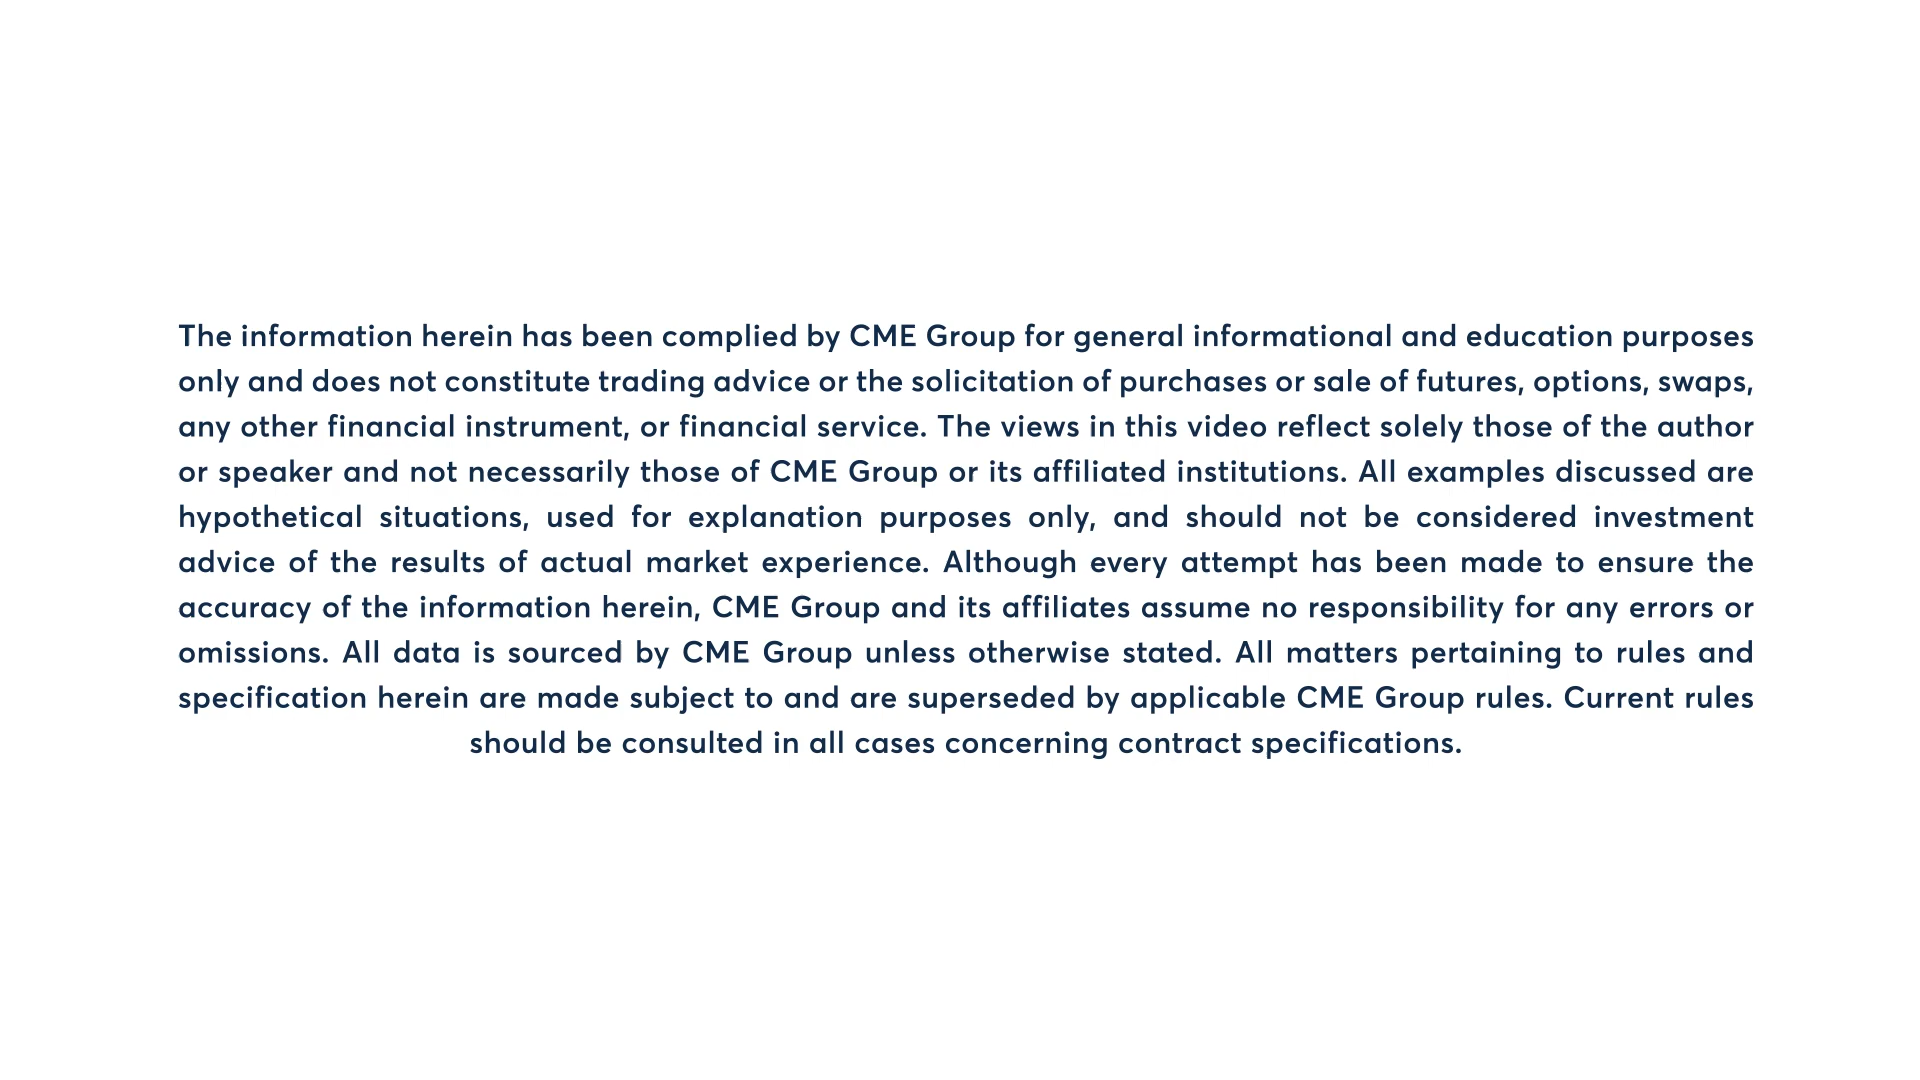 The information herein has been complied by CME Group for general informational and education purposes
only and does not constitute trading advice or the solicitation of purchases or sale of futures, options, swaps,
any other financial instrument, or financial service. The views in this video reflect solely those of the author
or speaker and not necessarily those of CME Group or its affiliated institutions. All examples discussed are
hypothetical situations, used for explanation purposes only, and should not be considered investment
advice of the results of actual market experience. Although every attempt has been made to ensure the
accuracy of the information herein, CME Group and its affiliates assume no responsibility for any errors or
omissions. All data is sourced by CME Group unless otherwise stated. All matters pertaining to rules and
specification herein are made subject to and are superseded by applicable CME Group rules. Current rules
should be consulted in all cases concerning contract specifications.